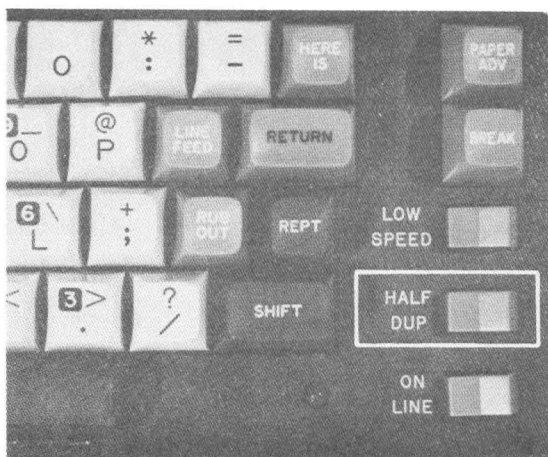 *
=
HERE
IS
PAPER
ADV
0
:
-
_
@
LINE
FEED
RETURN
BREAK
O
P
6 \
+
RUB
OUT
REPT
LOW
SPEED
L
;
<
3 >
?
SHIFT
HALF
DUP
.
/
ON
LINE